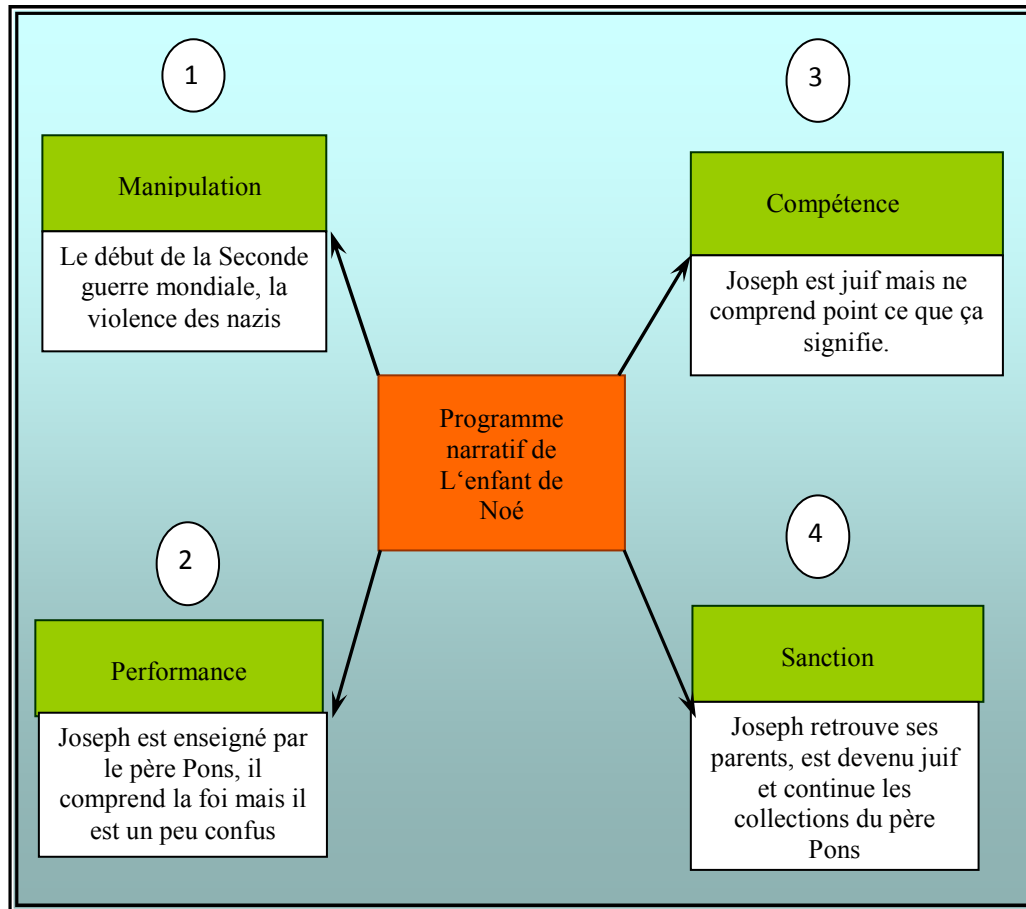 1
Manipulation
Le début de la Seconde
guerre mondiale, la
violence des nazis
3
Compétence
Joseph est juif mais ne
comprend point ce que ça
signifie.
Programme
narratif de
L‘enfant de
Noé
2
Performance
Joseph est enseigné par
le père Pons, il
comprend la foi mais il
est un peu confus
4
Sanction
Joseph retrouve ses
parents, est devenu juif
et continue les
collections du père
Pons